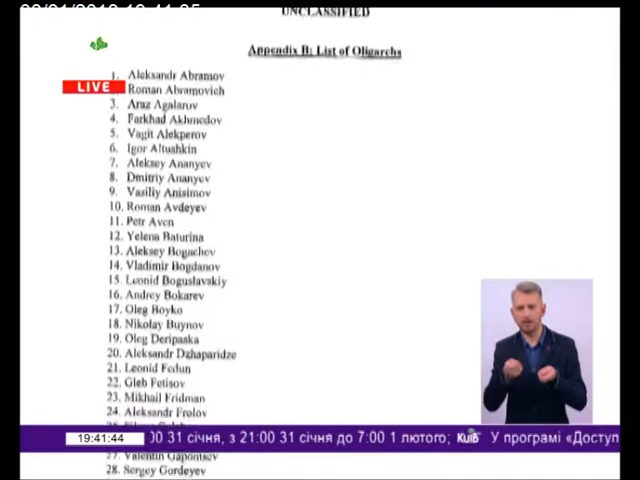 UNCLASSIFIED
Appendix B: List of Oligarchs
1. Aleksandr Abramov
LIVE Roman Abramovich
3. Araz Agalarov
4. Farkhad Akhmedov
5. Vagit Alekperov
6. Igor Altushkin
7. Aleksey Ananyev
8. Dmitriy Ananyev
9. Vasiliy Anisimov
10. Roman Avdeyev
11. Petr Aven
12. Yelena Baturina
13. Aleksey Bogachev
14. Vladimir Bogdanov
15. Leonid Boguslavskiy
16. Andrey Bokarev
17. Oleg Boyko
18. Nikolay Buynov
19. Oleg Deripaska
20. Aleksandr Dzhaparidze
21. Leonid Fedun
22. Gleb Fetisov
23. Mikhail Fridman
24. Aleksandr Frolov
19:41:44 00 31 січня, з 21:00 31 січня до 7:00 1 лютого; Київ У програмі «Доступ
27. Valentin Gapontsev
28. Sergey Gordeyev